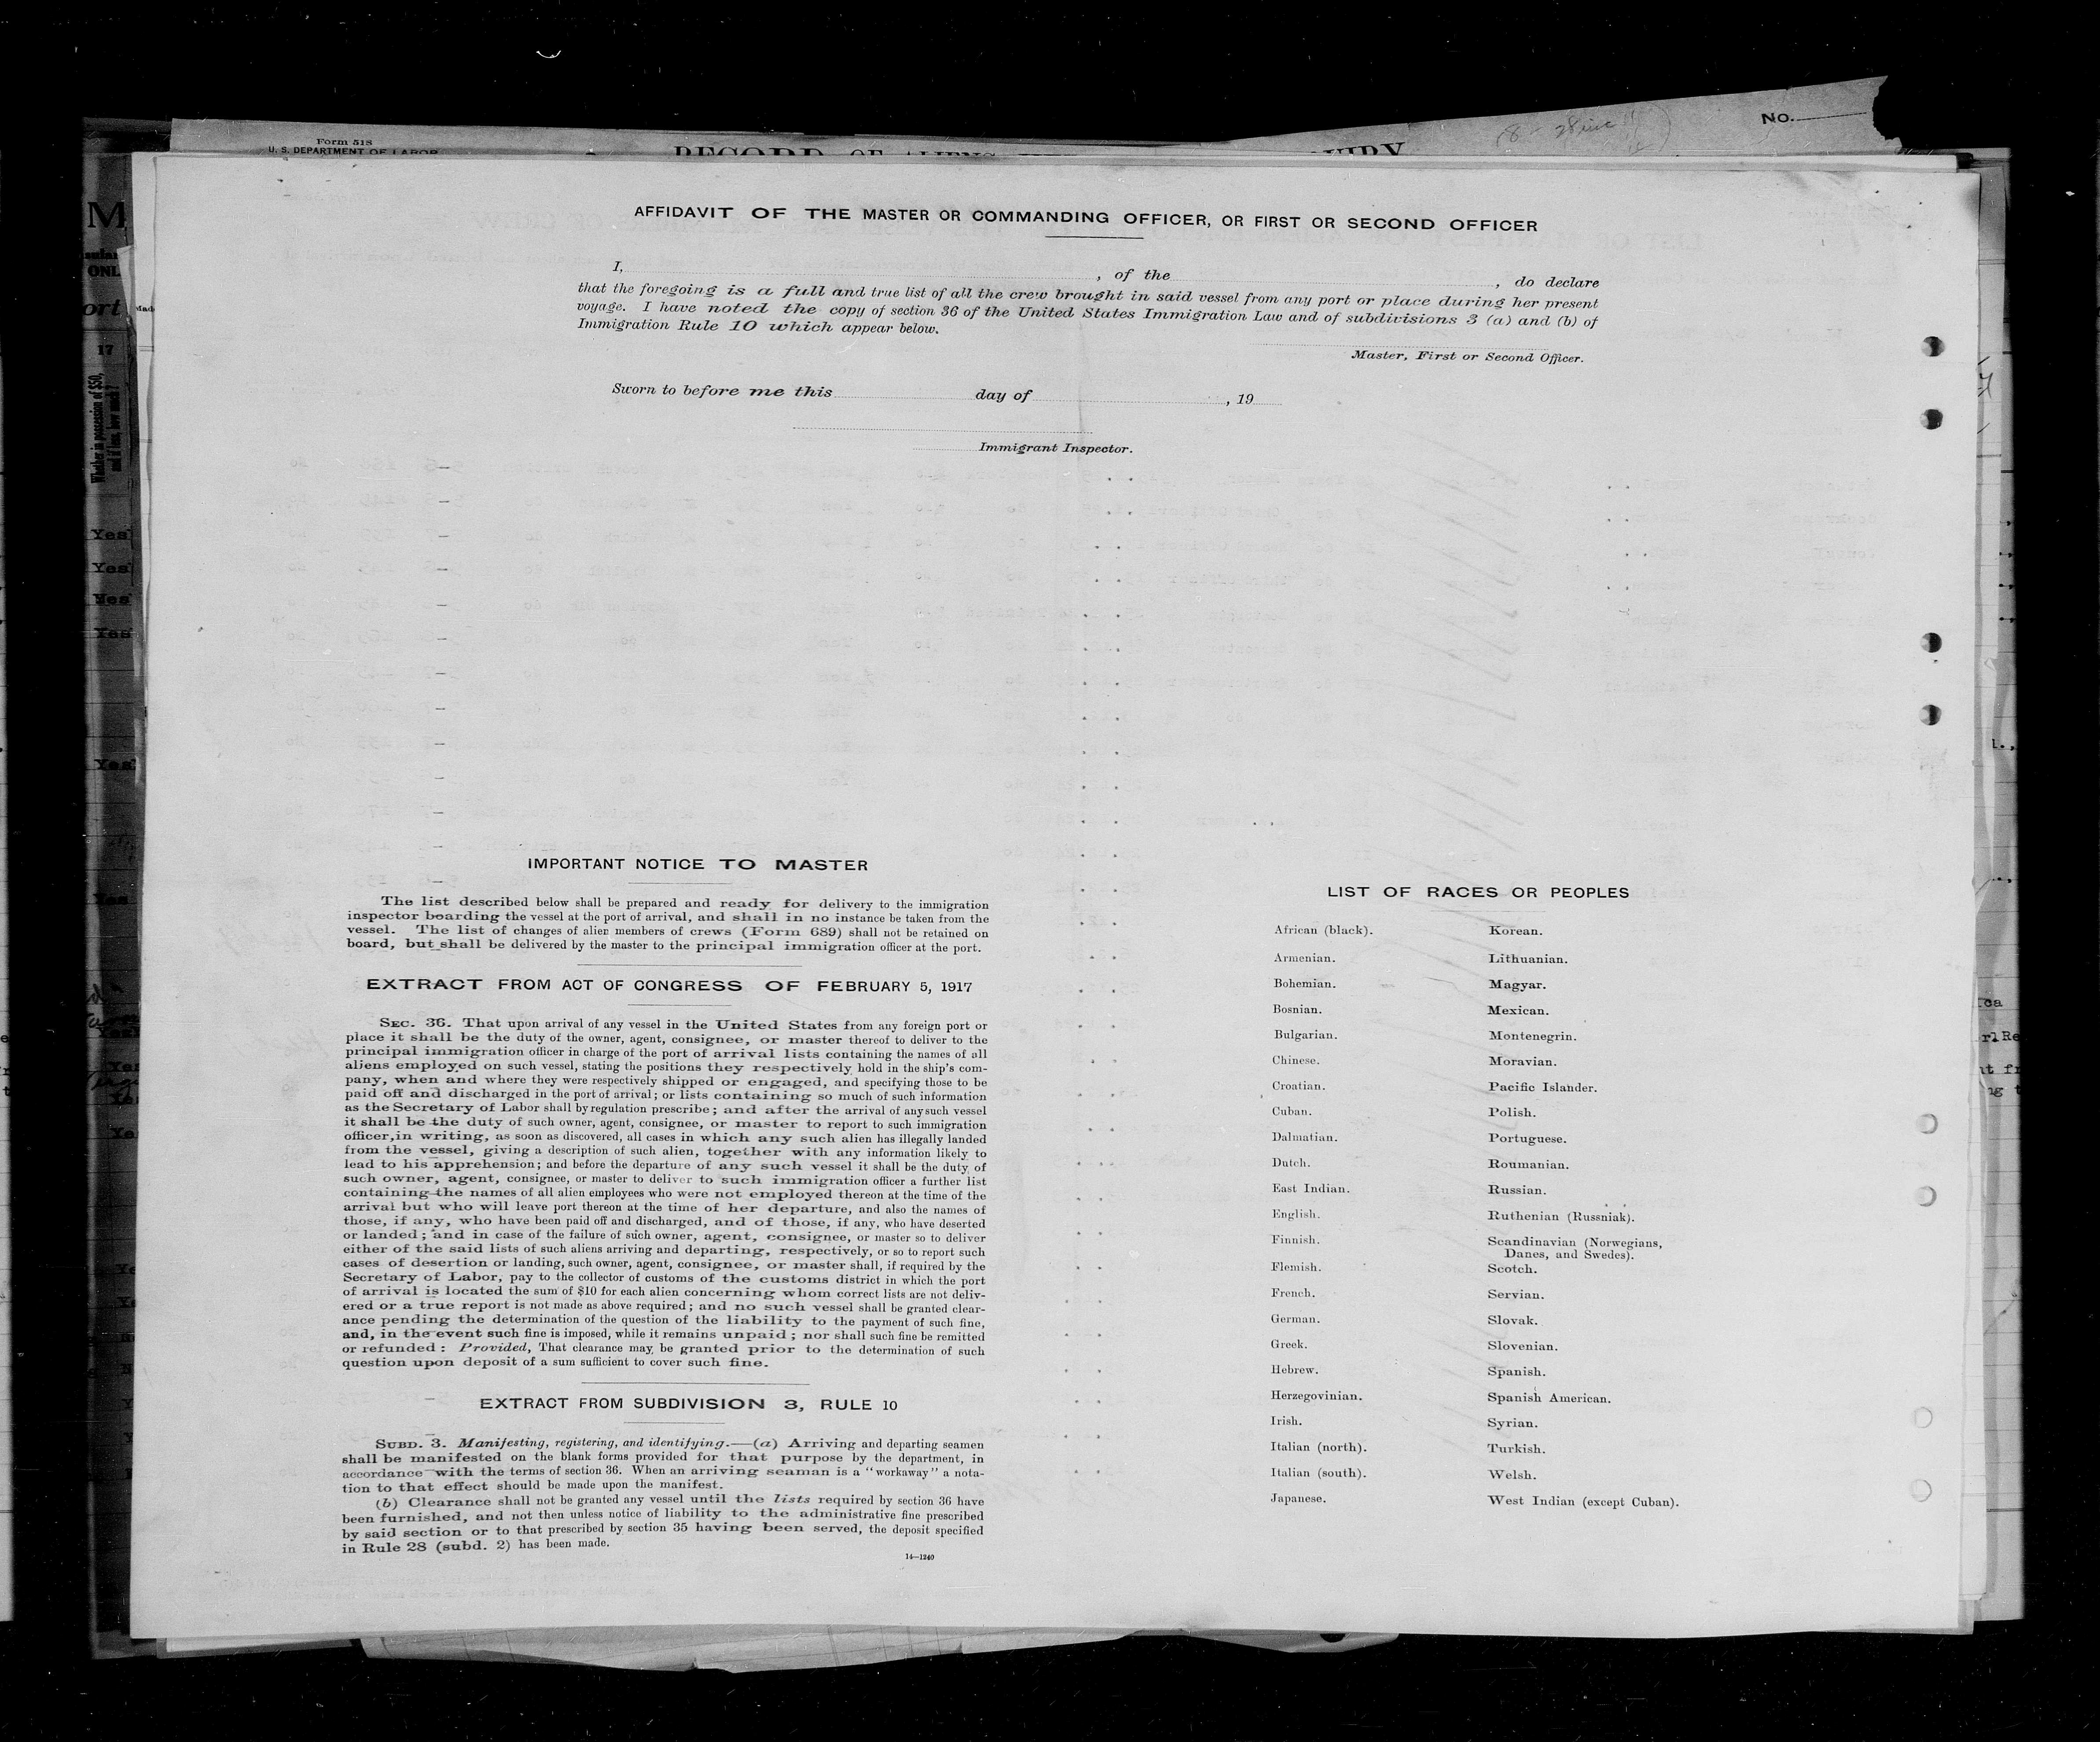 No.
Form 518
U. S. DEPARTMENT OF LABOR
RECORD OF ALIENS
M
ONL
ort
17
Whether in possession of $50,
and if less, how much?
Yes
Yes
Yes
Yes
Yes
Yes
AFFIDAVIT OF THE MASTER OR COMMANDING OFFICER, OR FIRST OR SECOND OFFICER
I, , of the , do declare
that the foregoing is a full and true list of all the crew brought in said vessel from any port or place during her present
voyage. I have noted the copy of section 36 of the United States Immigration Law and of subdivisions 3 (a) and (b) of
Immigration Rule 10 which appear below.
Master, First or Second Officer.
Sworn to before me this day of , 19
Immigrant Inspector.
IMPORTANT NOTICE TO MASTER
The list described below shall be prepared and ready for delivery to the immigration
inspector boarding the vessel at the port of arrival, and shall in no instance be taken from the
vessel. The list of changes of alien members of crews (Form 689) shall not be retained on
board, but shall be delivered by the master to the principal immigration officer at the port.
EXTRACT FROM ACT OF CONGRESS OF FEBRUARY 5, 1917
SEC. 36. That upon arrival of any vessel in the United States from any foreign port or
place it shall be the duty of the owner, agent, consignee, or master thereof to deliver to the
principal immigration officer in charge of the port of arrival lists containing the names of all
aliens employed on such vessel, stating the positions they respectively hold in the ship's com-
pany, when and where they were respectively shipped or engaged, and specifying those to be
paid off and discharged in the port of arrival; or lists containing so much of such information
as the Secretary of Labor shall by regulation prescribe; and after the arrival of any such vessel
it shall be the duty of such owner, agent, consignee, or master to report to such immigration
officer, in writing, as soon as discovered, all cases in which any such alien has illegally landed
from the vessel, giving a description of such alien, together with any information likely to
lead to his apprehension; and before the departure of any such vessel it shall be the duty of
such owner, agent, consignee, or master to deliver to such immigration officer a further list
containing the names of all alien employees who were not employed thereon at the time of the
arrival but who will leave port thereon at the time of her departure, and also the names of
those, if any, who have been paid off and discharged, and of those, if any, who have deserted
or landed; and in case of the failure of such owner, agent, consignee, or master so to deliver
either of the said lists of such aliens arriving and departing, respectively, or so to report such
cases of desertion or landing, such owner, agent, consignee, or master shall, if required by the
Secretary of Labor, pay to the collector of customs of the customs district in which the port
of arrival is located the sum of $10 for each alien concerning whom correct lists are not deliv-
ered or a true report is not made as above required; and no such vessel shall be granted clear-
ance pending the determination of the question of the liability to the payment of such fine,
and, in the event such fine is imposed, while it remains unpaid; nor shall such fine be remitted
or refunded: Provided, That clearance may be granted prior to the determination of such
question upon deposit of a sum sufficient to cover such fine.
EXTRACT FROM SUBDIVISION 3, RULE 10
SUBD. 3. Manifesting, registering, and identifying.—(a) Arriving and departing seamen
shall be manifested on the blank forms provided for that purpose by the department, in
accordance with the terms of section 36. When an arriving seaman is a "workaway" a nota-
tion to that effect should be made upon the manifest.
(b) Clearance shall not be granted any vessel until the lists required by section 36 have
been furnished, and not then unless notice of liability to the administrative fine prescribed
by said section or to that prescribed by section 35 having been served, the deposit specified
in Rule 28 (subd. 2) has been made.
14—1240
LIST OF RACES OR PEOPLES
African (black).
Armenian.
Bohemian.
Bosnian.
Bulgarian.
Chinese.
Croatian.
Cuban.
Dalmatian.
Dutch.
East Indian.
English.
Finnish.
Flemish.
French.
German.
Greek.
Hebrew.
Herzegovinian.
Irish.
Italian (north).
Italian (south).
Japanese.
Korean.
Lithuanian.
Magyar.
Mexican.
Montenegrin.
Moravian.
Pacific Islander.
Polish.
Portuguese.
Roumanian.
Russian.
Ruthenian (Russniak).
Scandinavian (Norwegians,
Danes, and Swedes).
Scotch.
Servian.
Slovak.
Slovenian.
Spanish.
Spanish American.
Syrian.
Turkish.
Welsh.
West Indian (except Cuban).